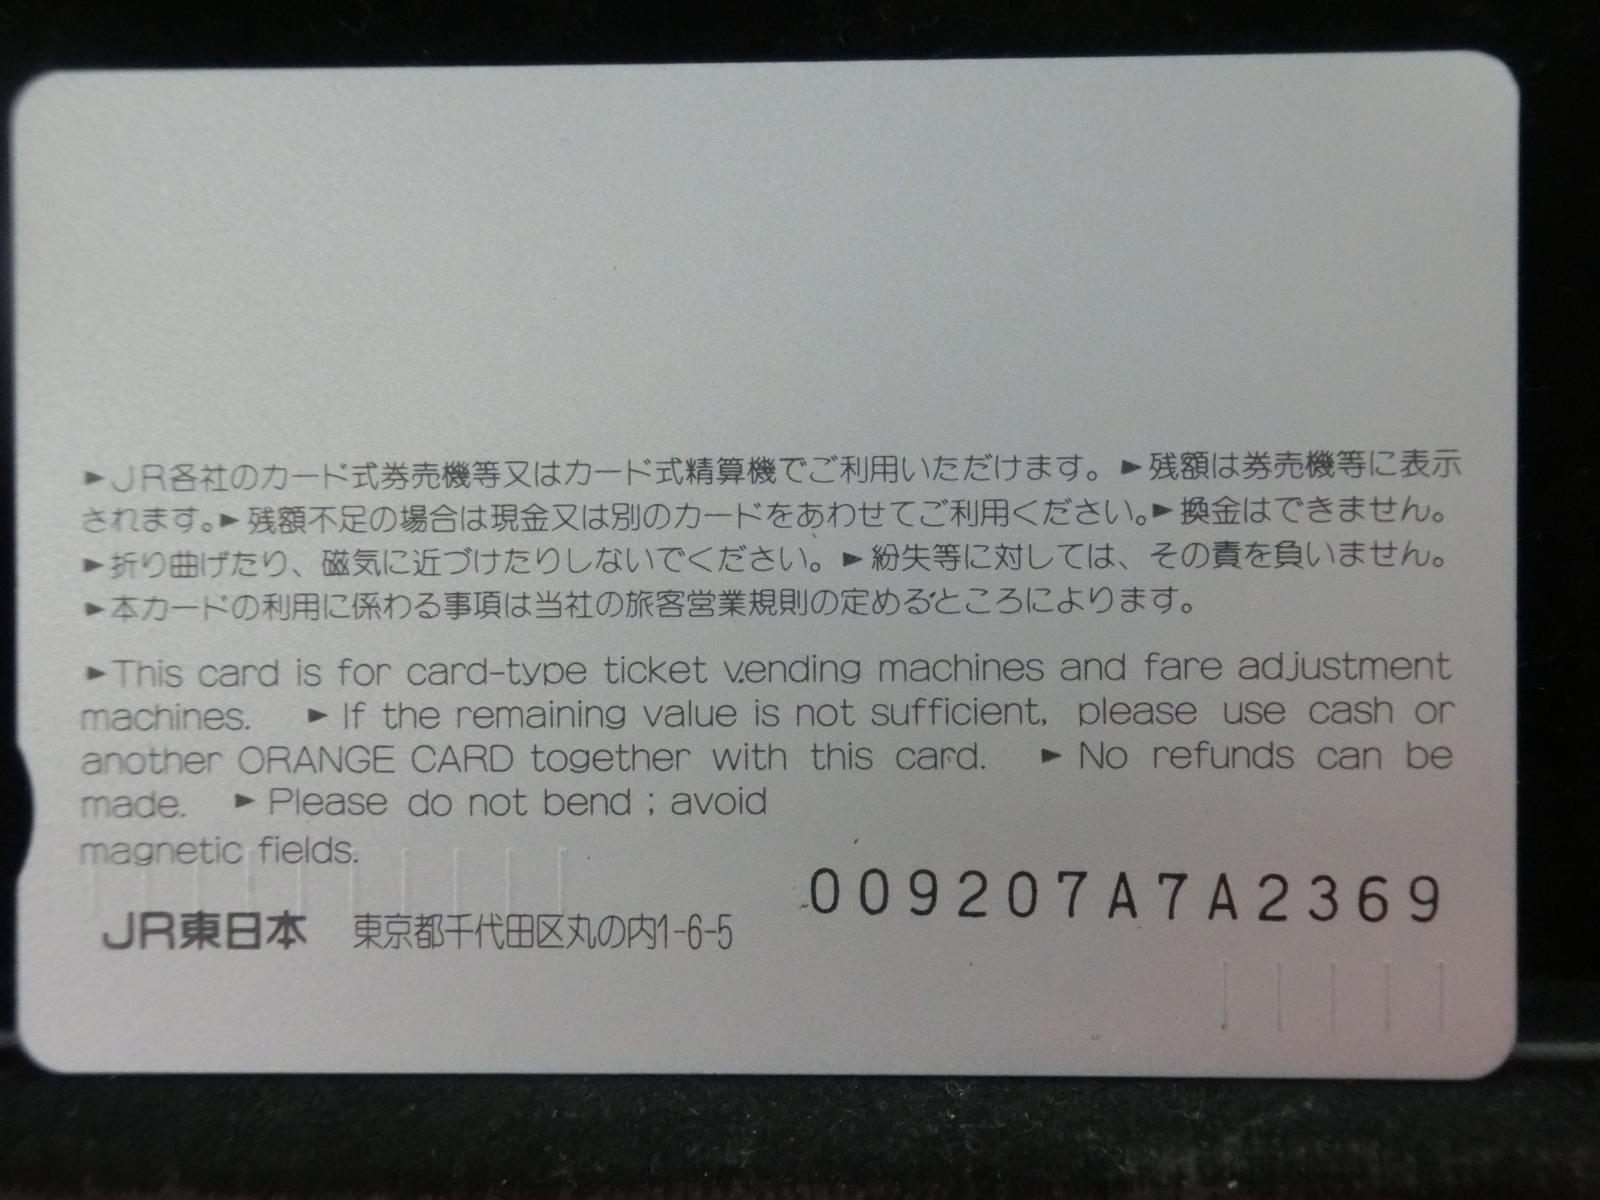 ►JR各社のカード式券売機等又はカード式精算機でご利用いただけます。►残額は券売機等に表示
されます。►残額不足の場合は現金又は別のカードをあわせてご利用ください。►換金はできません。
►折り曲げたり、磁気に近づけたりしないでください。►紛失等に対しては、その責を負いません。
►本カードの利用に係わる事項は当社の旅客営業規則の定めるところによります。
►This card is for card-type ticket vending machines and fare adjustment
machines. ►If the remaining value is not sufficient, please use cash or
another ORANGE CARD together with this card. ►No refunds can be
made. ►Please do not bend ; avoid
magnetic fields.
009207A7A2369
JR東日本 東京都千代田区丸の内1-6-5